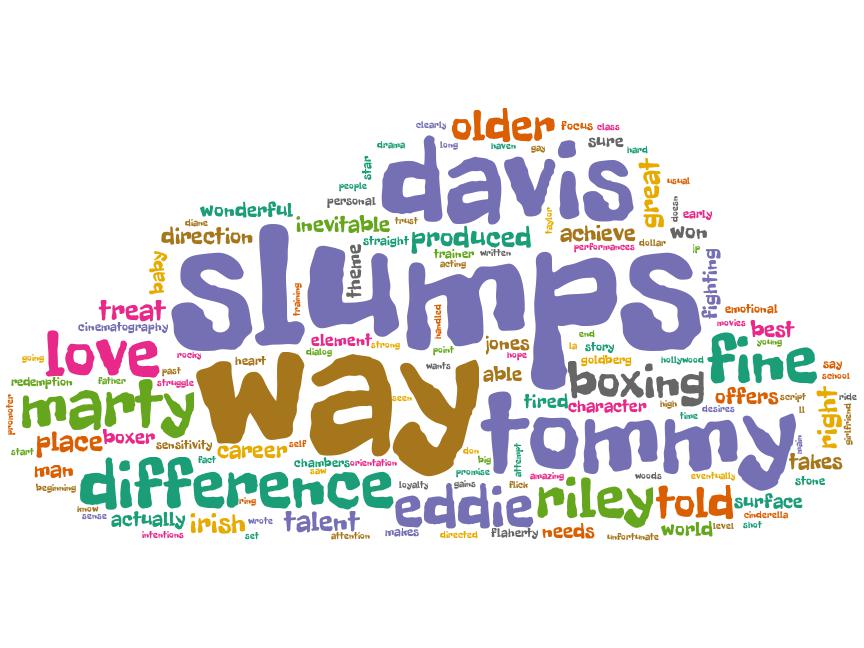 clearly
older
focus
class
drama
long
haven
gay
sure
hard
star
davis
great
usual
people
personal
wonderful
diane
inevitable
trust
taylor
achieve
doesn
early
won
direction
straight
produced
performances
dollar
ip
baby
theme
trainer
written
acting
slumps
fighting
training
treat
handled
emotional
cinematography
element
strong
jones
end
movies
best
young
going
love
rocky
dialog
point
hope
la
story
goldberg
hollywood
fine
past
heart
wants
able
boxing
say
school
redemption
father
struggle
way
marty
seen
tired
character
high
offers
script
ride
ll
promoter
tommy
time
desires
right
girlfriend
start
place
boxer
sensitivity
career
self
main
man
fact
chambers
orientation
saw
don
big
attempt
takes
beginning
difference
promise
amazing
woods
eventually
stone
ring
loyalty
gains
flick
know
eddie
riley
told
surface
sense
actually
irish
wrote
talent
cinderella
intentions
set
attention
makes
directed
flaherty
needs
unfortunate
world
level
shot